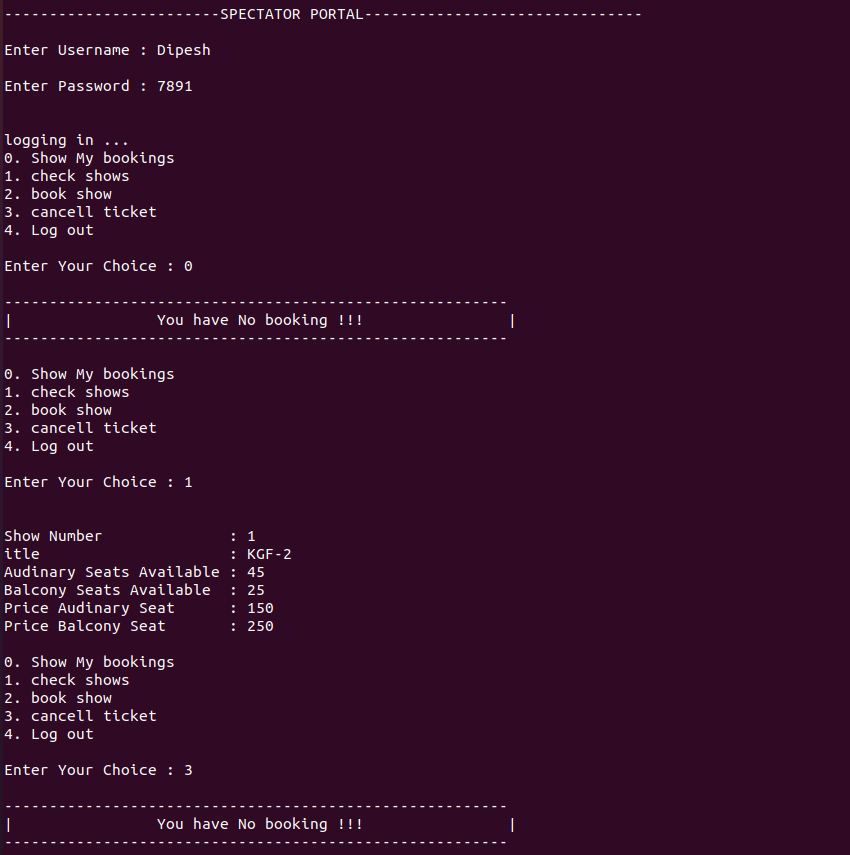 ------------------------SPECTATOR PORTAL-------------------------------
Enter Username : Dipesh
Enter Password : 7891
logging in ...
0. Show My bookings
1. check shows
2. book show
3. cancell ticket
4. Log out
Enter Your Choice : 0
--------------------------------------------------------
|                You have No booking !!!                |
--------------------------------------------------------
0. Show My bookings
1. check shows
2. book show
3. cancell ticket
4. Log out
Enter Your Choice : 1
Show Number              : 1
itle                     : KGF-2
Audinary Seats Available : 45
Balcony Seats Available  : 25
Price Audinary Seat      : 150
Price Balcony Seat       : 250
0. Show My bookings
1. check shows
2. book show
3. cancell ticket
4. Log out
Enter Your Choice : 3
--------------------------------------------------------
|                You have No booking !!!                |
--------------------------------------------------------